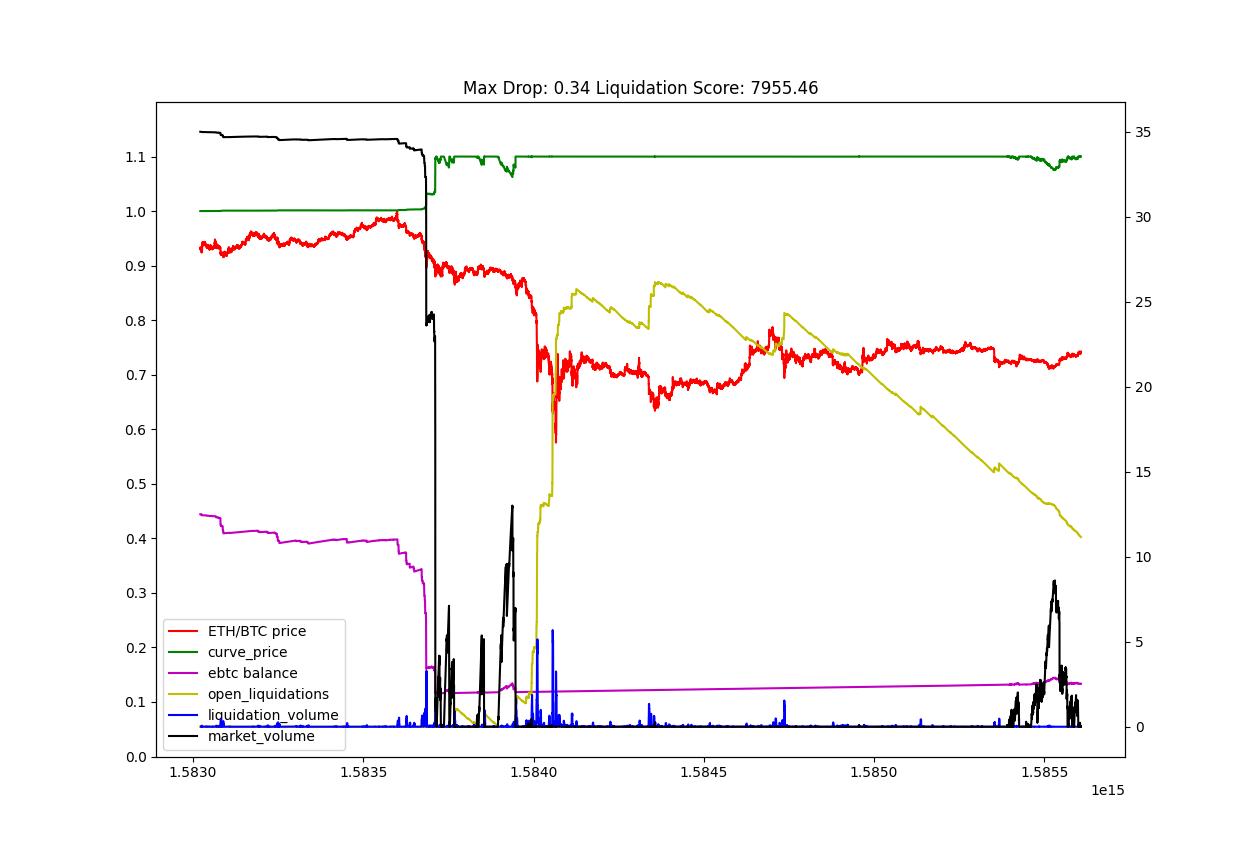 Max Drop: 0.34 Liquidation Score: 7955.46
1.1
1.0
0.9
0.8
0.7
0.6
0.5
0.4
0.3
0.2
0.1
0.0
35
30
25
20
15
10
5
0
ETH/BTC price
curve_price
ebtc balance
open_liquidations
liquidation_volume
market_volume
1.5830 1.5835 1.5840 1.5845 1.5850 1.5855
1e15